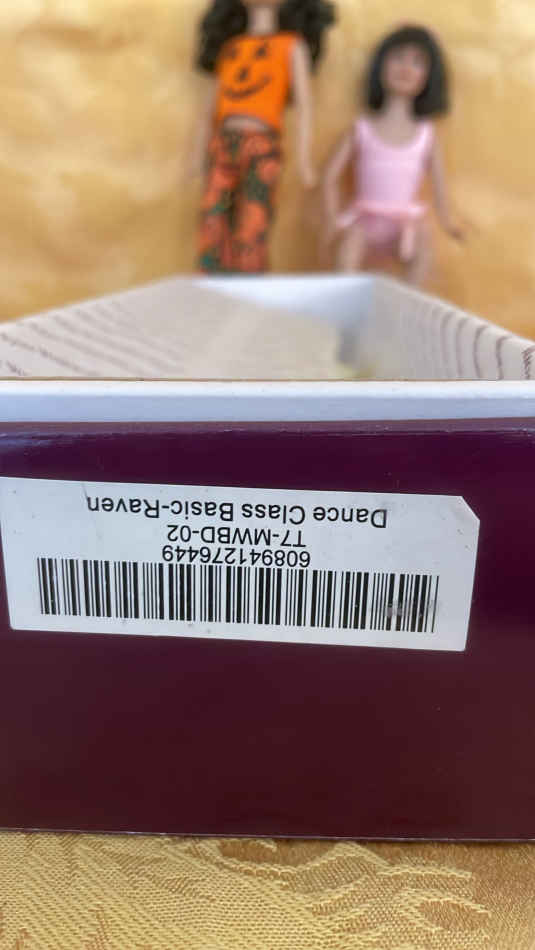 Dance Class Basic-Raven
T7-MWBD-02
608941276449